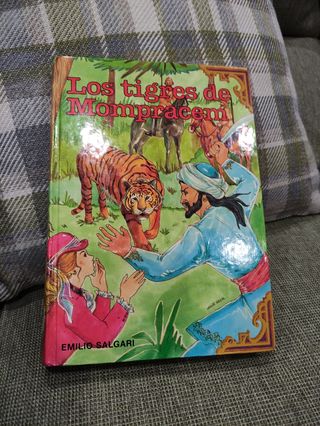 Los tigres de
Mompracem
EMILIO SALGARI